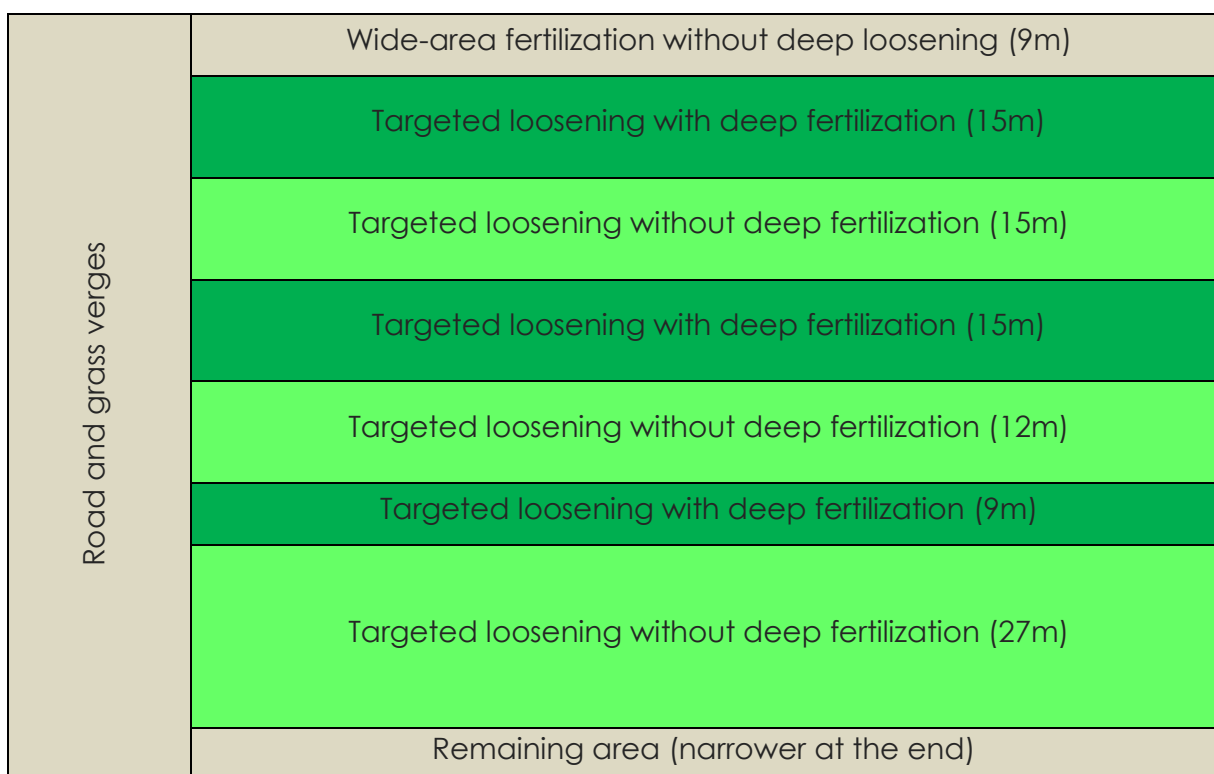 Road and grass verges
Wide-area fertilization without deep loosening (9m)
Targeted loosening with deep fertilization (15m)
Targeted loosening without deep fertilization (15m)
Targeted loosening with deep fertilization (15m)
Targeted loosening without deep fertilization (12m)
Targeted loosening with deep fertilization (9m)
Targeted loosening without deep fertilization (27m)
Remaining area (narrower at the end)